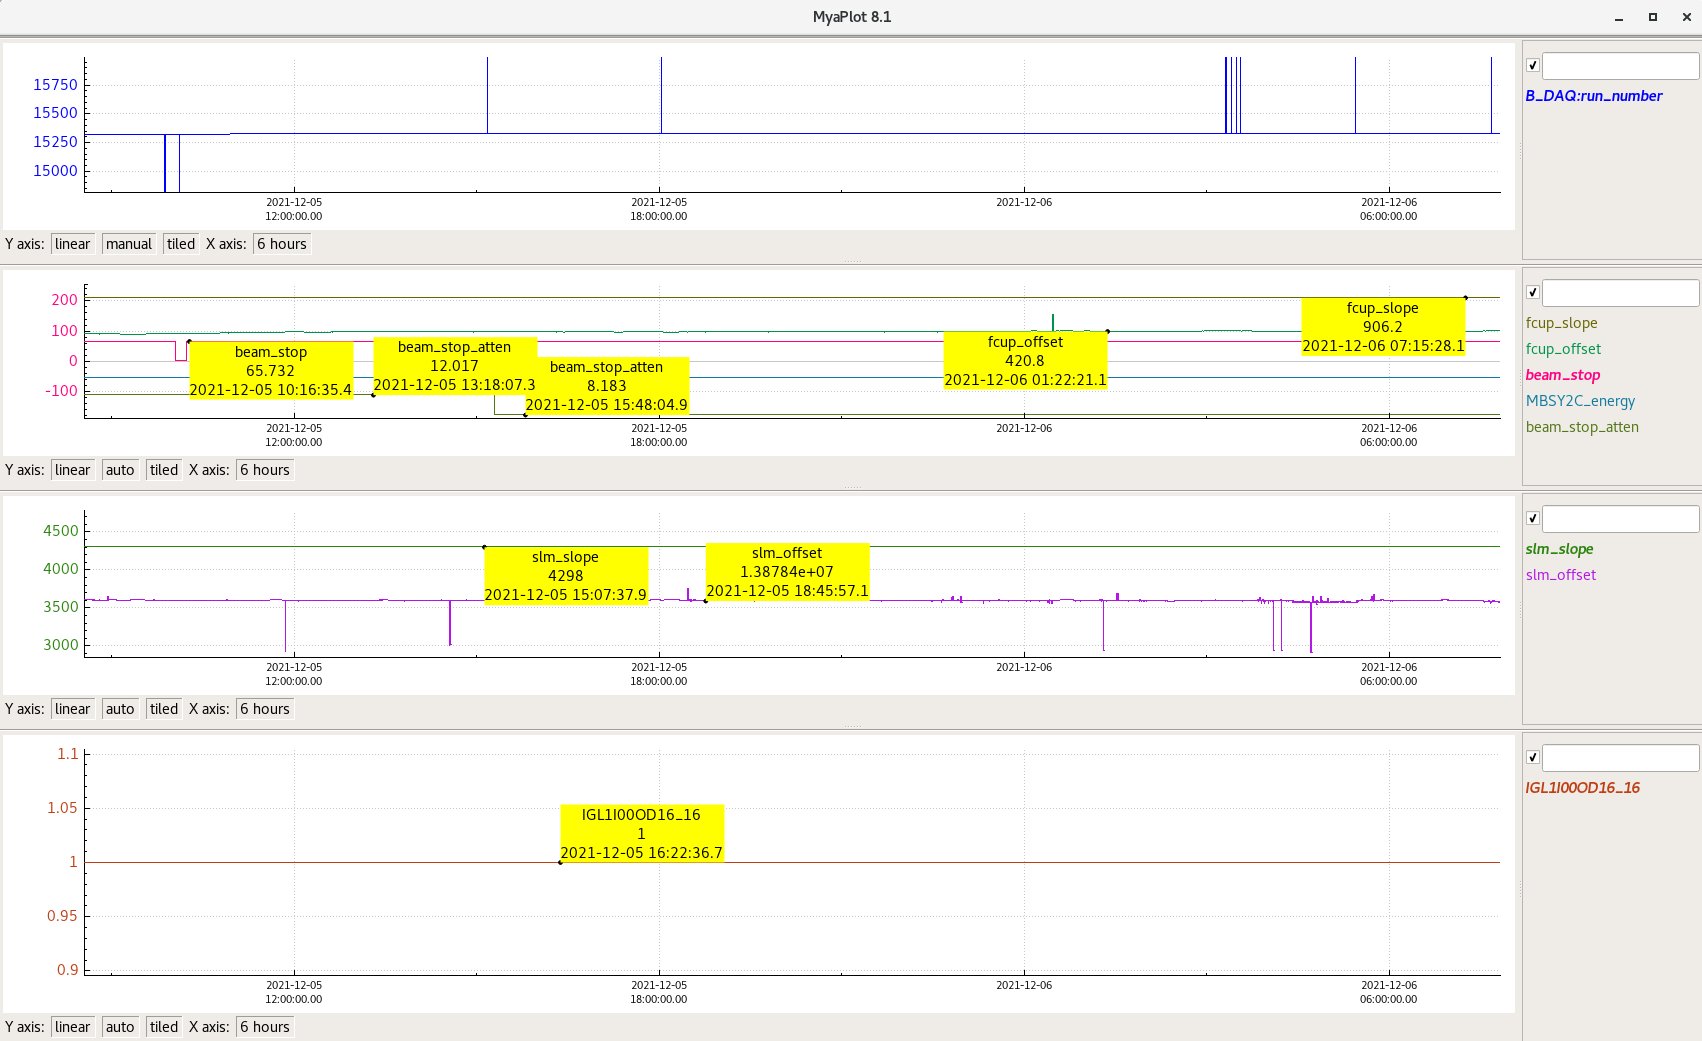 MyaPlot 8.1
15750
15500
15250
15000
2021-12-05
12:00:00.00
2021-12-05
18:00:00.00
2021-12-06
2021-12-06
06:00:00.00
B_DAQ:run_number
Y axis: linear manual tiled X axis: 6 hours
200
100
0
-100
beam_stop
65.732
2021-12-05 10:16:35.4
beam_stop_atten
12.017
2021-12-05 13:18:07.3
beam_stop_atten
8.183
2021-12-05 15:48:04.9
fcup_offset
420.8
2021-12-06 01:22:21.1
fcup_slope
906.2
2021-12-06 07:15:28.1
2021-12-05
12:00:00.00
2021-12-05
18:00:00.00
2021-12-06
2021-12-06
06:00:00.00
fcup_slope
fcup_offset
beam_stop
MBSY2C_energy
beam_stop_atten
Y axis: linear auto tiled X axis: 6 hours
4500
4000
3500
3000
slm_slope
4298
2021-12-05 15:07:37.9
slm_offset
1.38784e+07
2021-12-05 18:45:57.1
2021-12-05
12:00:00.00
2021-12-05
18:00:00.00
2021-12-06
2021-12-06
06:00:00.00
slm_slope
slm_offset
Y axis: linear auto tiled X axis: 6 hours
1.1
1.05
1
0.95
0.9
IGL1I00OD16_16
1
2021-12-05 16:22:36.7
2021-12-05
12:00:00.00
2021-12-05
18:00:00.00
2021-12-06
2021-12-06
06:00:00.00
IGL1I00OD16_16
Y axis: linear auto tiled X axis: 6 hours